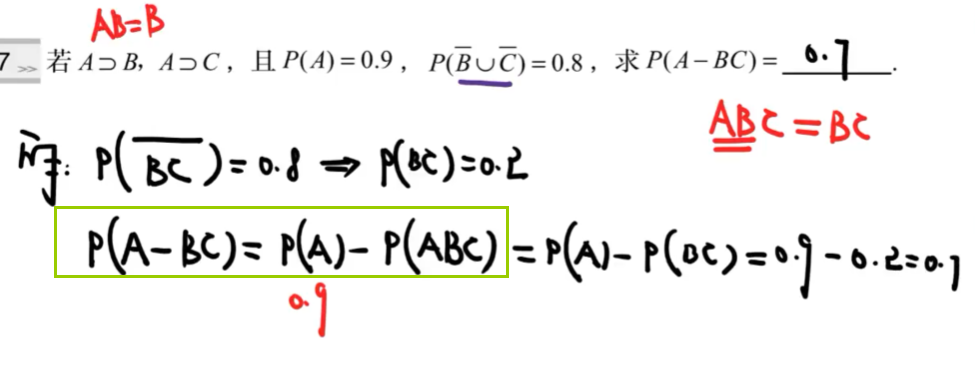 AB=B
7 >> 若 A⊃B, A⊃C, 且 P(A)=0.9, P(B̅∪C̅)=0.8, 求 P(A−BC)= 0.7 .
ABC=BC
解: P(B̅C̅)=0.8 ⇒ P(BC)=0.2
P(A−BC)=P(A)−P(ABC)=P(A)−P(BC)=0.9−0.2=0.7
0.9